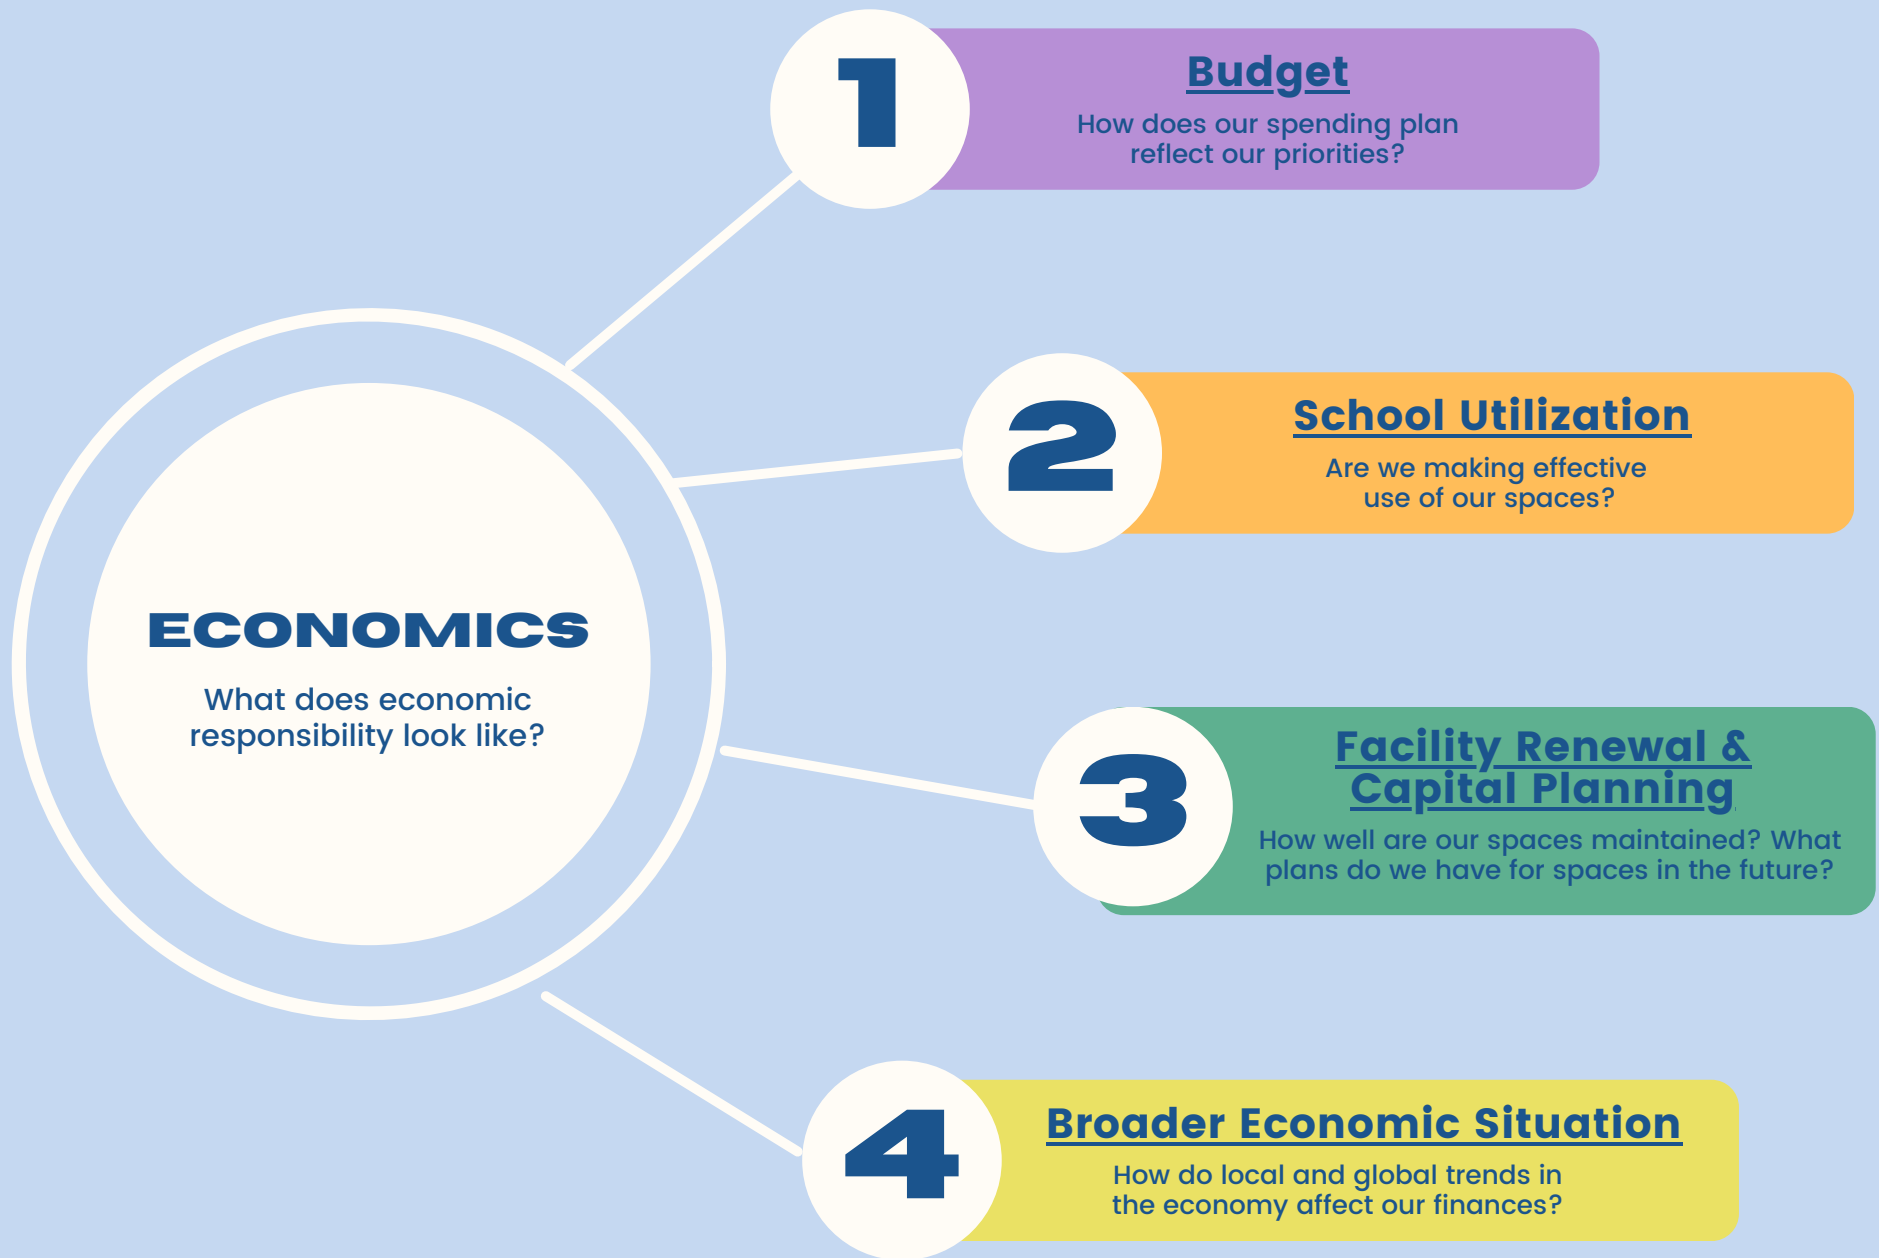 1
Budget
How does our spending plan
reflect our priorities?
2
School Utilization
Are we making effective
use of our spaces?
ECONOMICS
What does economic
responsibility look like?
3
Facility Renewal &
Capital Planning
How well are our spaces maintained? What
plans do we have for spaces in the future?
4
Broader Economic Situation
How do local and global trends in
the economy affect our finances?